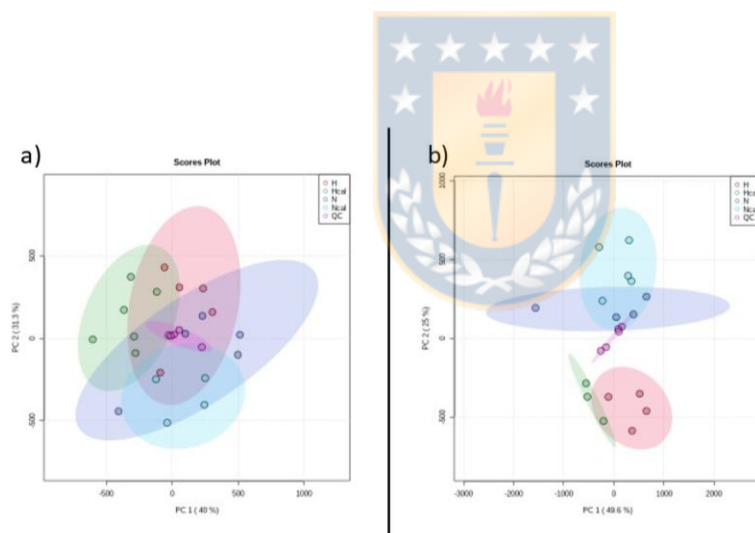 a)
Scores Plot
H
Hcal
N
Ncal
QC
PC 2 ( 31.3 %)
500
0
-500
-500
0
500
1000
PC 1 ( 40 %)
b)
Scores Plot
H
Hcal
N
Ncal
QC
PC 2 ( 25 %)
1000
500
0
-500
-3000
-2000
-1000
0
1000
2000
PC 1 ( 49.6 %)